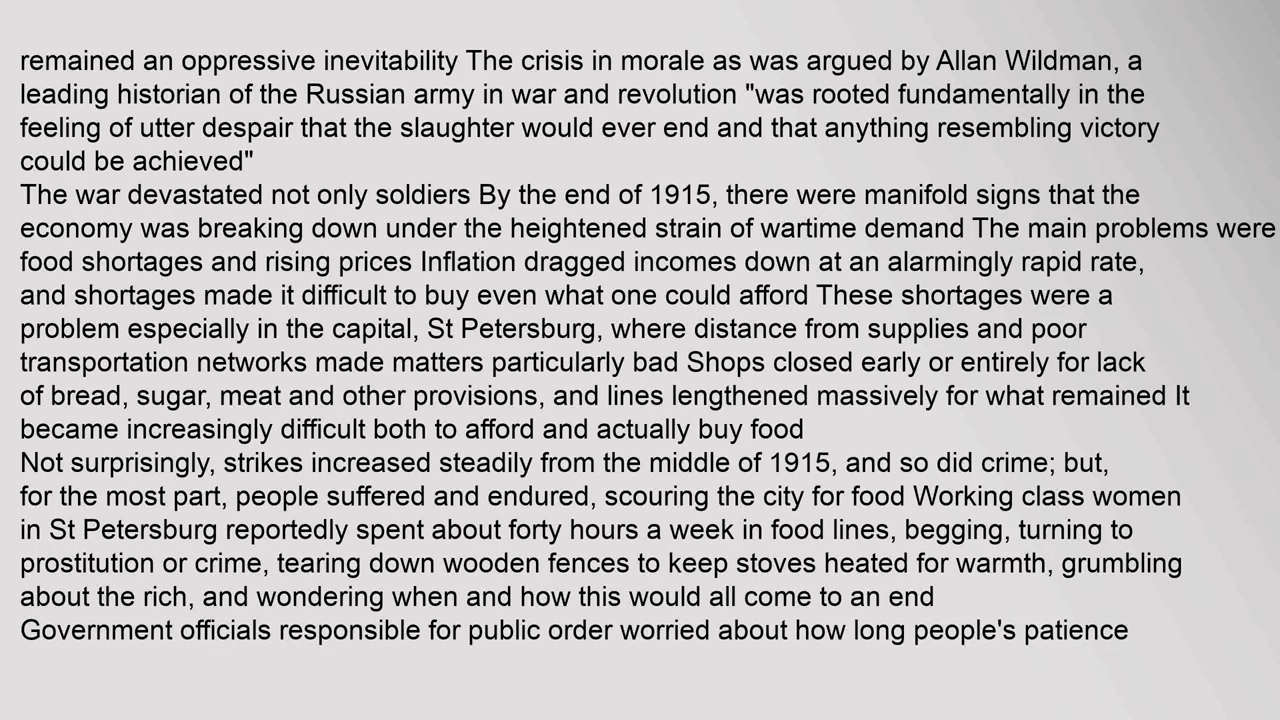 remained an oppressive inevitability The crisis in morale as was argued by Allan Wildman, a
leading historian of the Russian army in war and revolution "was rooted fundamentally in the
feeling of utter despair that the slaughter would ever end and that anything resembling victory
could be achieved"
The war devastated not only soldiers By the end of 1915, there were manifold signs that the
economy was breaking down under the heightened strain of wartime demand The main problems were
food shortages and rising prices Inflation dragged incomes down at an alarmingly rapid rate,
and shortages made it difficult to buy even what one could afford These shortages were a
problem especially in the capital, St Petersburg, where distance from supplies and poor
transportation networks made matters particularly bad Shops closed early or entirely for lack
of bread, sugar, meat and other provisions, and lines lengthened massively for what remained It
became increasingly difficult both to afford and actually buy food
Not surprisingly, strikes increased steadily from the middle of 1915, and so did crime; but,
for the most part, people suffered and endured, scouring the city for food Working class women
in St Petersburg reportedly spent about forty hours a week in food lines, begging, turning to
prostitution or crime, tearing down wooden fences to keep stoves heated for warmth, grumbling
about the rich, and wondering when and how this would all come to an end
Government officials responsible for public order worried about how long people's patience